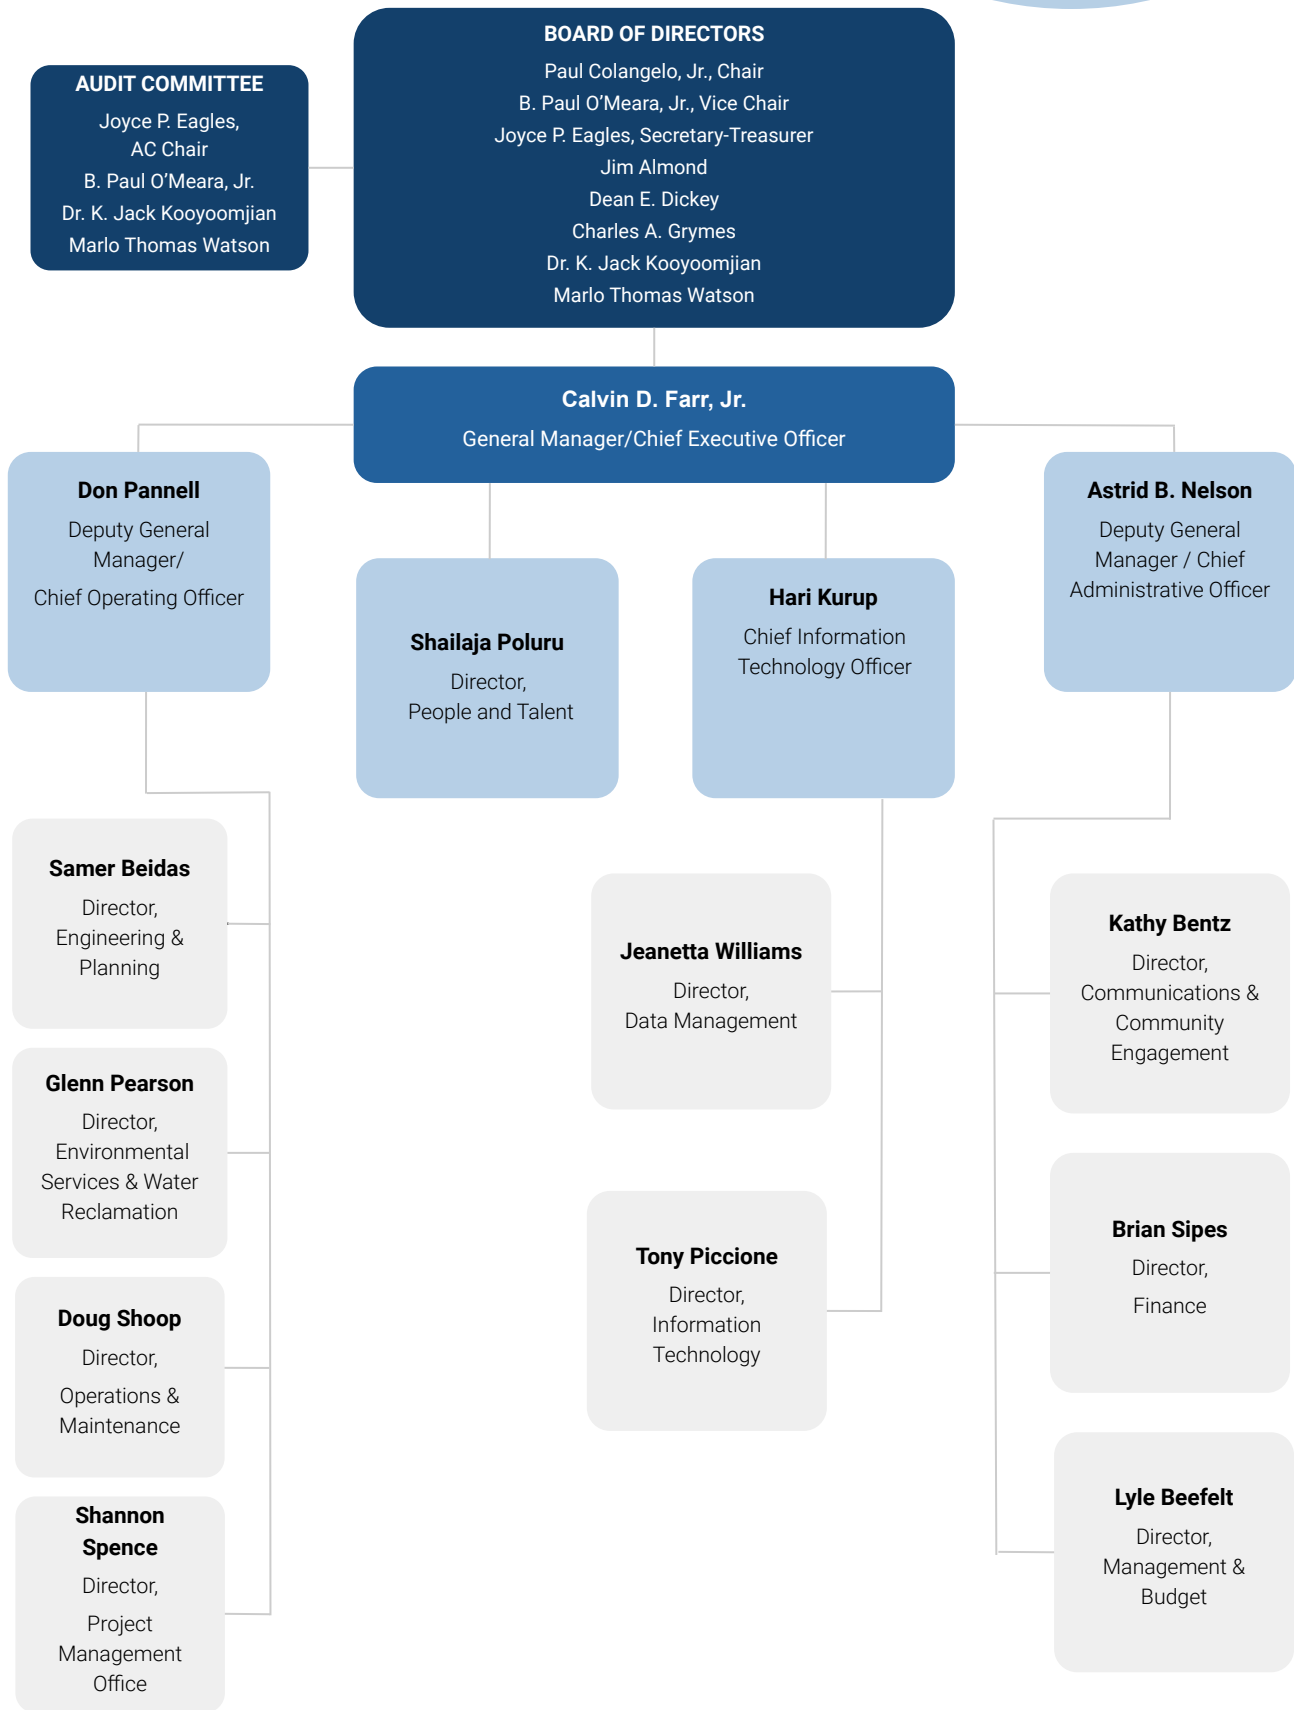 BOARD OF DIRECTORS
Paul Colangelo, Jr., Chair
B. Paul O’Meara, Jr., Vice Chair
Joyce P. Eagles, Secretary-Treasurer
Jim Almond
Dean E. Dickey
Charles A. Grymes
Dr. K. Jack Kooyoomjian
Marlo Thomas Watson
AUDIT COMMITTEE
Joyce P. Eagles,
AC Chair
B. Paul O’Meara, Jr.
Dr. K. Jack Kooyoomjian
Marlo Thomas Watson
Calvin D. Farr, Jr.
General Manager/Chief Executive Officer
Don Pannell
Deputy General
Manager/
Chief Operating Officer
Shailaja Poluru
Director,
People and Talent
Hari Kurup
Chief Information
Technology Officer
Astrid B. Nelson
Deputy General
Manager / Chief
Administrative Officer
Samer Beidas
Director,
Engineering &
Planning
Glenn Pearson
Director,
Environmental
Services & Water
Reclamation
Doug Shoop
Director,
Operations &
Maintenance
Shannon
Spence
Director,
Project
Management
Office
Jeanetta Williams
Director,
Data Management
Tony Piccione
Director,
Information
Technology
Kathy Bentz
Director,
Communications &
Community
Engagement
Brian Sipes
Director,
Finance
Lyle Beefelt
Director,
Management &
Budget